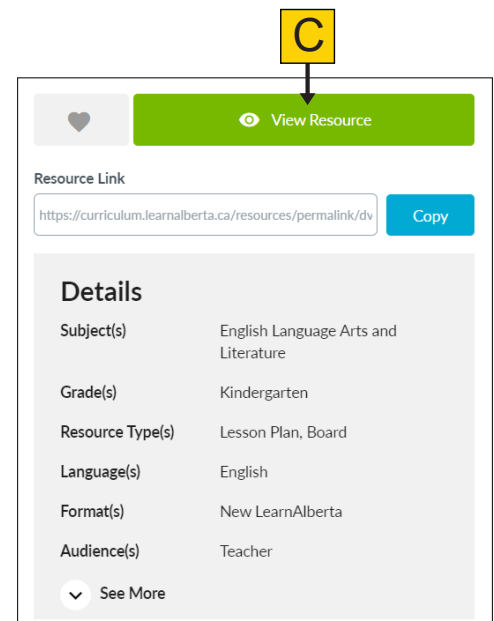 C
View Resource
Resource Link
https://curriculum.learnalberta.ca/resources/permalink/dv
Copy
Details
Subject(s) English Language Arts and
Literature
Grade(s) Kindergarten
Resource Type(s) Lesson Plan, Board
Language(s) English
Format(s) New LearnAlberta
Audience(s) Teacher
See More